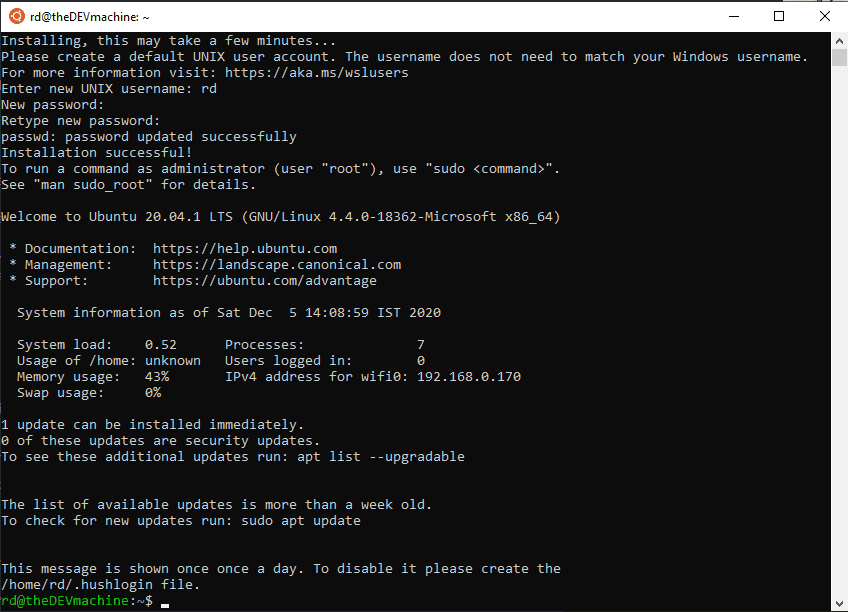 rd@theDEVmachine: ~
Installing, this may take a few minutes...
Please create a default UNIX user account. The username does not need to match your Windows username.
For more information visit: https://aka.ms/wslusers
Enter new UNIX username: rd
New password:
Retype new password:
passwd: password updated successfully
Installation successful!
To run a command as administrator (user "root"), use "sudo <command>".
See "man sudo_root" for details.
Welcome to Ubuntu 20.04.1 LTS (GNU/Linux 4.4.0-18362-Microsoft x86_64)
 * Documentation:  https://help.ubuntu.com
 * Management:     https://landscape.canonical.com
 * Support:        https://ubuntu.com/advantage
  System information as of Sat Dec  5 14:08:59 IST 2020
  System load:    0.52      Processes:              7
  Usage of /home: unknown   Users logged in:        0
  Memory usage:   43%       IPv4 address for wifi0: 192.168.0.170
  Swap usage:     0%
1 update can be installed immediately.
0 of these updates are security updates.
To see these additional updates run: apt list --upgradable
The list of available updates is more than a week old.
To check for new updates run: sudo apt update
This message is shown once once a day. To disable it please create the
/home/rd/.hushlogin file.
rd@theDEVmachine:~$